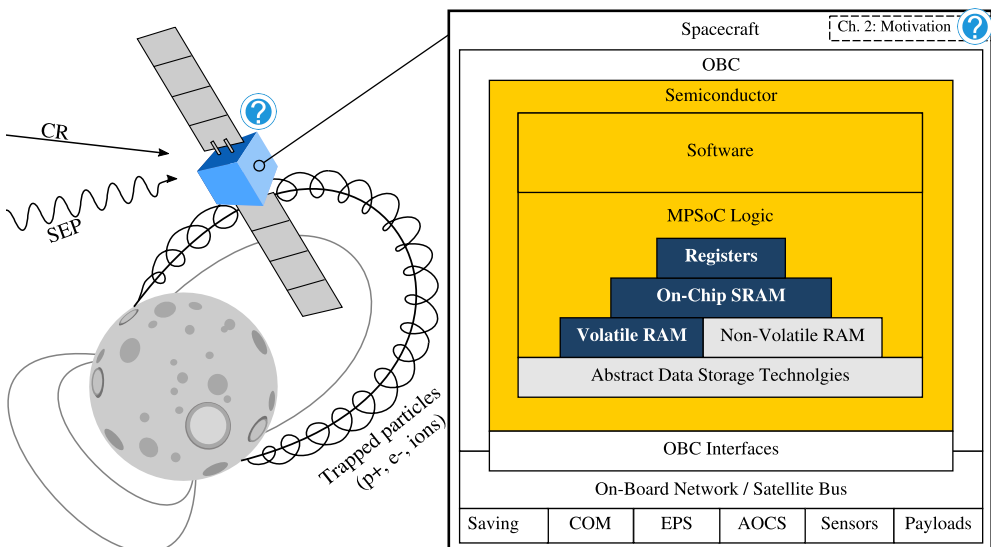 CR
SEP
?
Trapped particles
(p+, e-, ions)
Spacecraft
Ch. 2: Motivation
?
OBC
Semiconductor
Software
MPSoC Logic
Registers
On-Chip SRAM
Volatile RAM
Non-Volatile RAM
Abstract Data Storage Technolgies
OBC Interfaces
On-Board Network / Satellite Bus
Saving
COM
EPS
AOCS
Sensors
Payloads